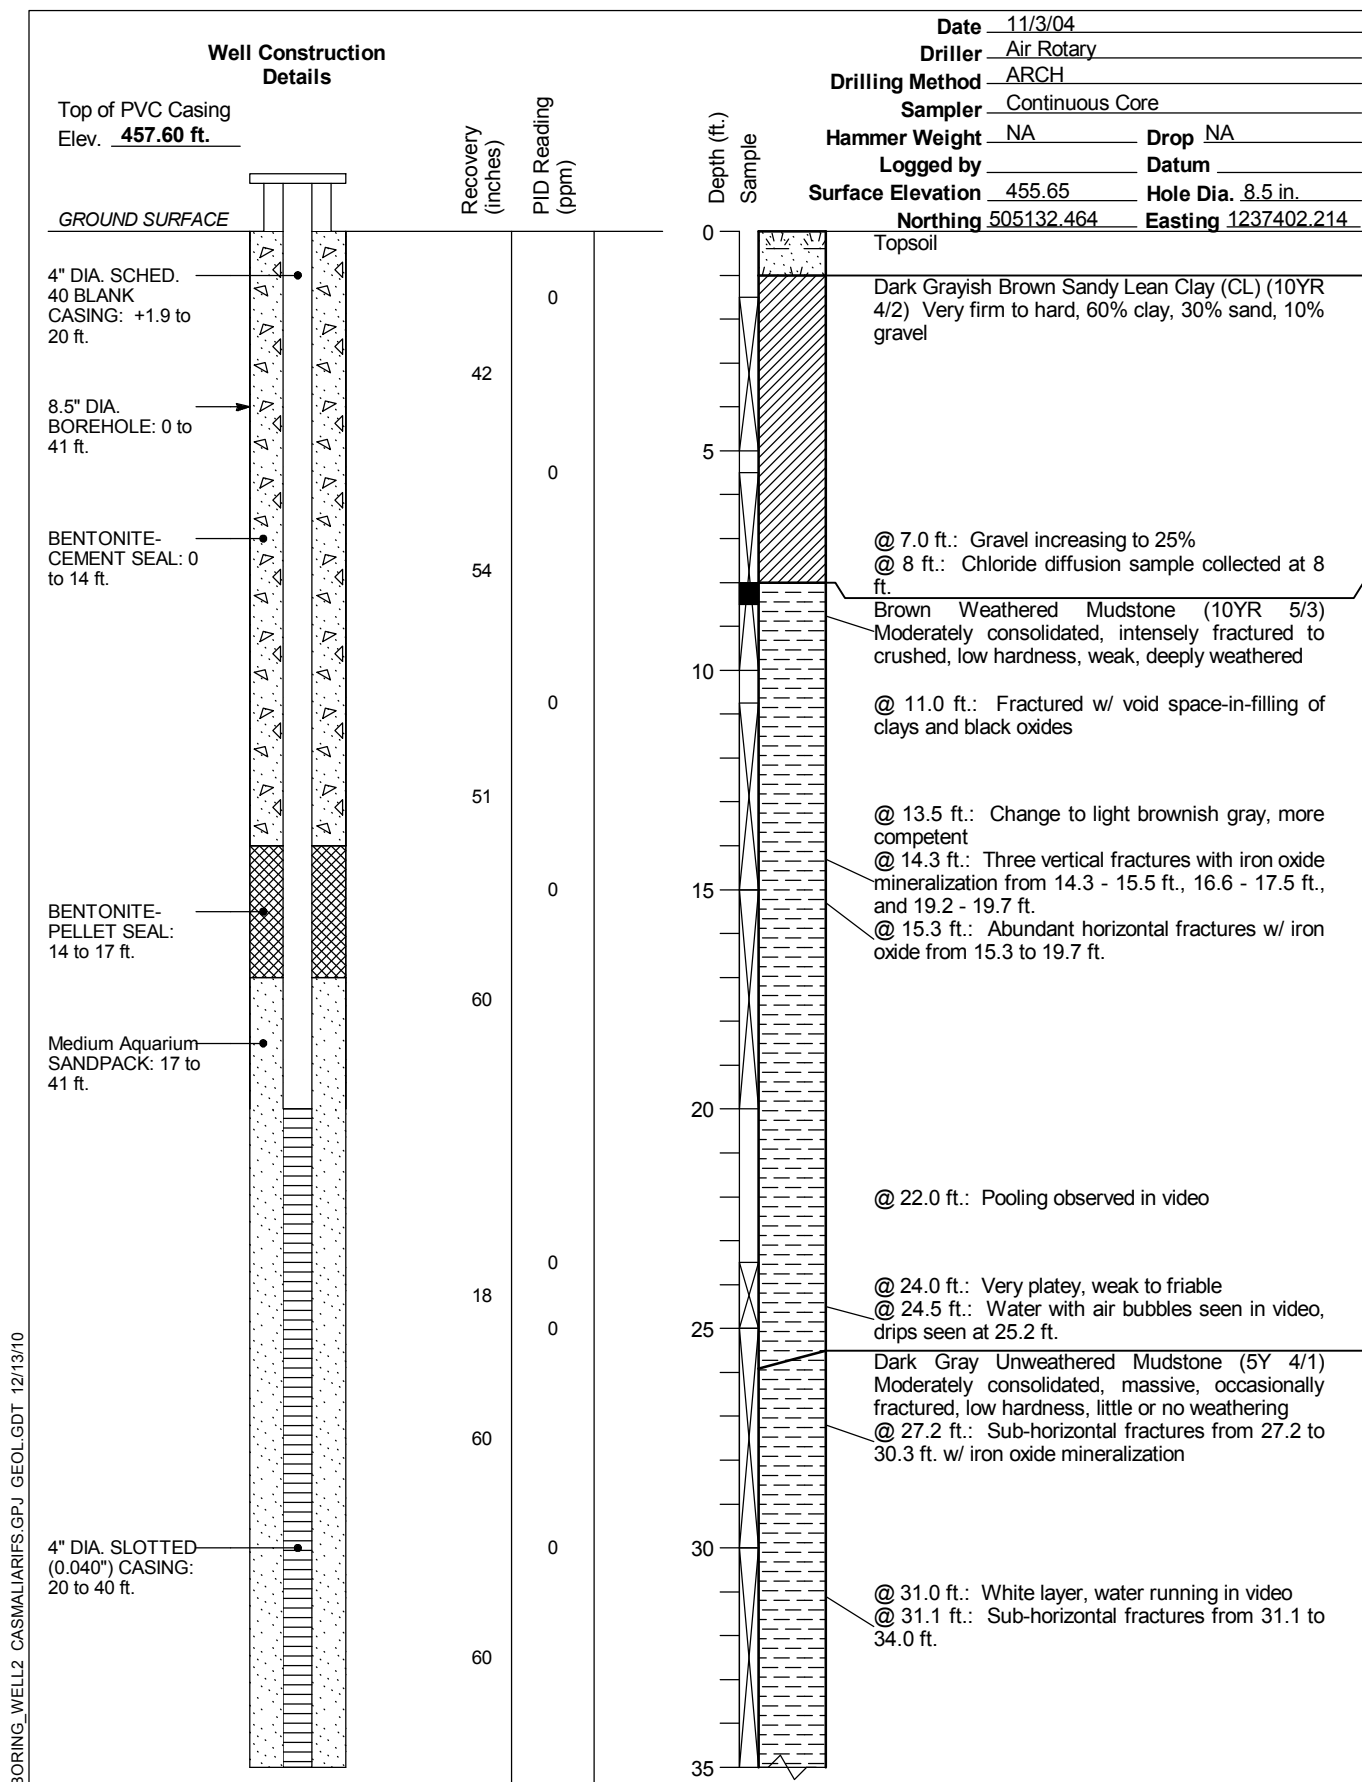 Date 11/3/04
Driller Air Rotary
Drilling Method ARCH
Sampler Continuous Core
Hammer Weight NA Drop NA
Logged by Datum
Surface Elevation 455.65 Hole Dia. 8.5 in.
Northing 505132.464 Easting 1237402.214
Well Construction
Details
Top of PVC Casing
Elev. 457.60 ft.
Recovery
(inches)
PID Reading
(ppm)
Depth (ft.)
Sample
GROUND SURFACE
4" DIA. SCHED.
40 BLANK
CASING: +1.9 to
20 ft.
8.5" DIA.
BOREHOLE: 0 to
41 ft.
BENTONITE-
CEMENT SEAL: 0
to 14 ft.
BENTONITE-
PELLET SEAL:
14 to 17 ft.
Medium Aquarium
SANDPACK: 17 to
41 ft.
4" DIA. SLOTTED
(0.040") CASING:
20 to 40 ft.
42
54
51
60
18
60
60
0
0
0
0
0
0
0
0
5
10
15
20
25
30
35
Topsoil
Dark Grayish Brown Sandy Lean Clay (CL) (10YR
4/2) Very firm to hard, 60% clay, 30% sand, 10%
gravel
@ 7.0 ft.: Gravel increasing to 25%
@ 8 ft.: Chloride diffusion sample collected at 8
ft.
Brown Weathered Mudstone (10YR 5/3)
Moderately consolidated, intensely fractured to
crushed, low hardness, weak, deeply weathered
@ 11.0 ft.: Fractured w/ void space-in-filling of
clays and black oxides
@ 13.5 ft.: Change to light brownish gray, more
competent
@ 14.3 ft.: Three vertical fractures with iron oxide
mineralization from 14.3 - 15.5 ft., 16.6 - 17.5 ft.,
and 19.2 - 19.7 ft.
@ 15.3 ft.: Abundant horizontal fractures w/ iron
oxide from 15.3 to 19.7 ft.
@ 22.0 ft.: Pooling observed in video
@ 24.0 ft.: Very platey, weak to friable
@ 24.5 ft.: Water with air bubbles seen in video,
drips seen at 25.2 ft.
Dark Gray Unweathered Mudstone (5Y 4/1)
Moderately consolidated, massive, occasionally
fractured, low hardness, little or no weathering
@ 27.2 ft.: Sub-horizontal fractures from 27.2 to
30.3 ft. w/ iron oxide mineralization
@ 31.0 ft.: White layer, water running in video
@ 31.1 ft.: Sub-horizontal fractures from 31.1 to
34.0 ft.
BORING_WELL2 CASMALIARIFS.GPJ GEOL.GDT 12/13/10